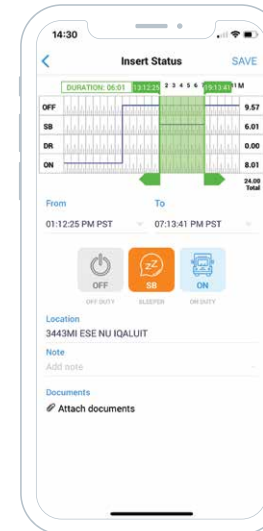 14:30
Insert Status SAVE
DURATION: 06:01 13:12:25 2 3 4 5 6 19:13:41 M
OFF 9.57
SB 6.01
DR 0.00
ON 8.01
24.00
Total
From To
01:12:25 PM PST 07:13:41 PM PST
OFF zZ SB ON
OFF DUTY SLEEPER ON DUTY
Location
3443MI ESE NU IQALUIT
Note
Add note
Documents
Attach documents